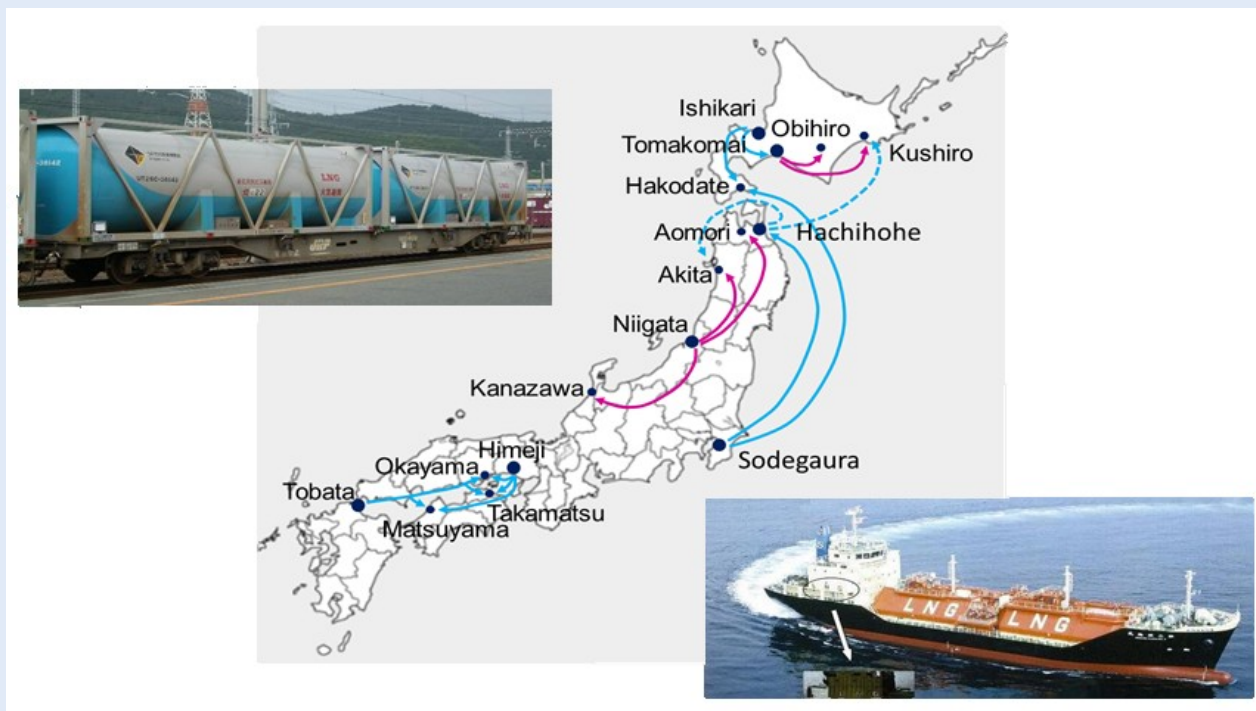 Ishikari
Obihiro
Tomakomai
Kushiro
Hakodate
Aomori
Hachihohe
Akita
Niigata
Kanazawa
Himeji
Okayama
Sodegaura
Tobata
Takamatsu
Matsuyama
LNG
LNG
LNG
LNG